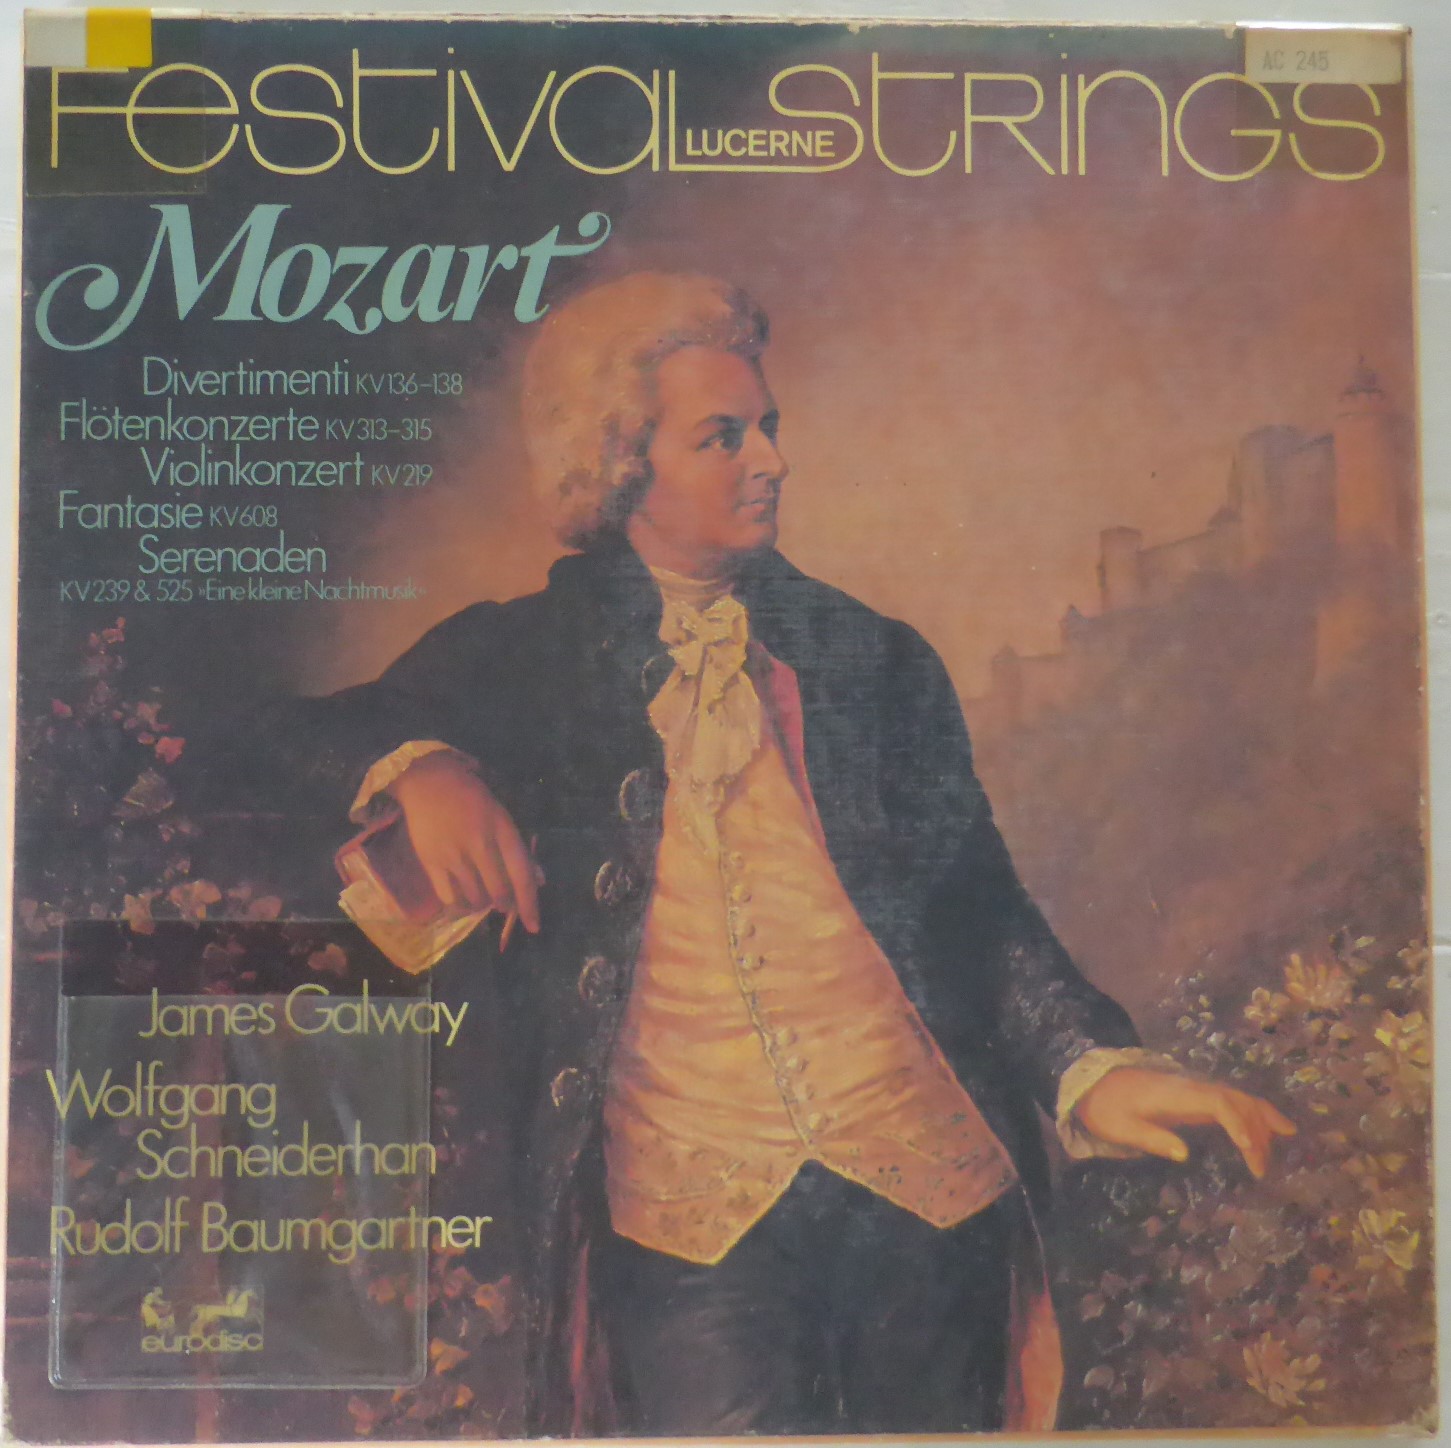 AC 245
Festival Strings
LUCERNE
Mozart
Divertimenti KV 136–138
Flötenkonzerte KV 313–315
Violinkonzert KV 219
Fantasie KV 608
Serenaden
KV 239 & 525 »Eine kleine Nachtmusik«
James Galway
Wolfgang
Schneiderhan
Rudolf Baumgartner
eurodisc